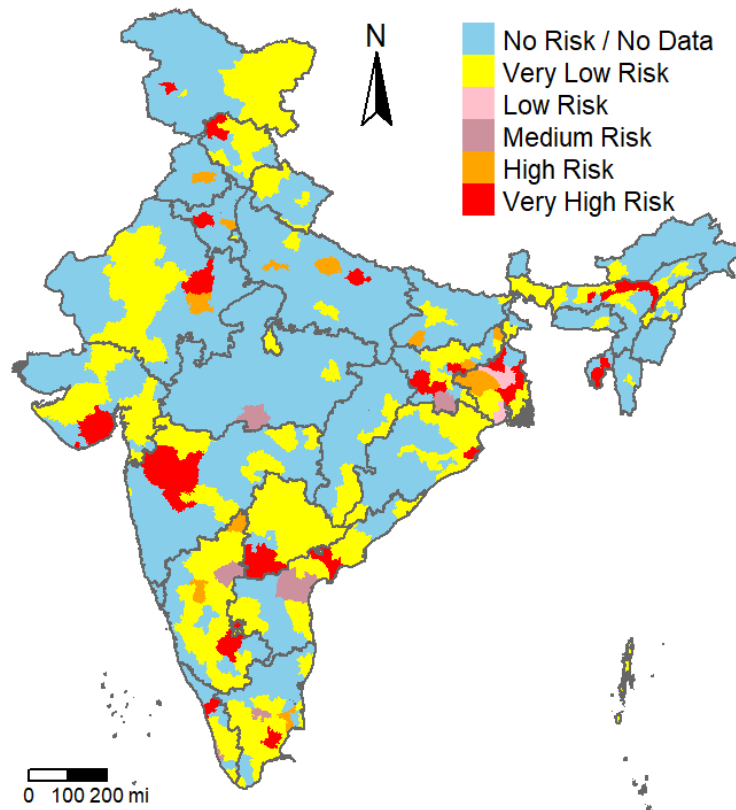 N
No Risk / No Data
Very Low Risk
Low Risk
Medium Risk
High Risk
Very High Risk
0 100 200 mi